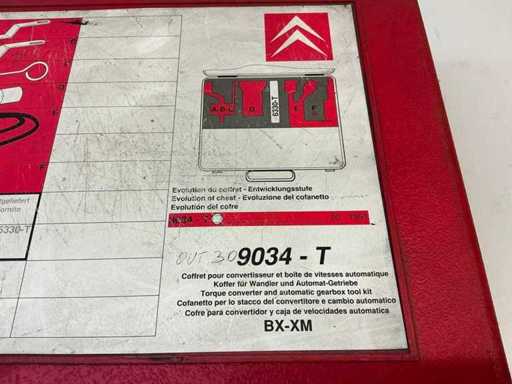 6330-T
Evolution du coffret - Entwicklungsstufe
Evolution of chest - Evoluzione del cofanetto
Evolución del cofre
9034 - T
OUT 30 9034 - T
Coffret pour convertisseur et boîte de vitesses automatique
Koffer für Wandler und Automat-Getriebe
Torque converter and automatic gearbox tool kit
Cofanetto per lo stacco del convertitore e cambio automatico
Cofre para convertidor y caja de velocidades automatica
BX-XM